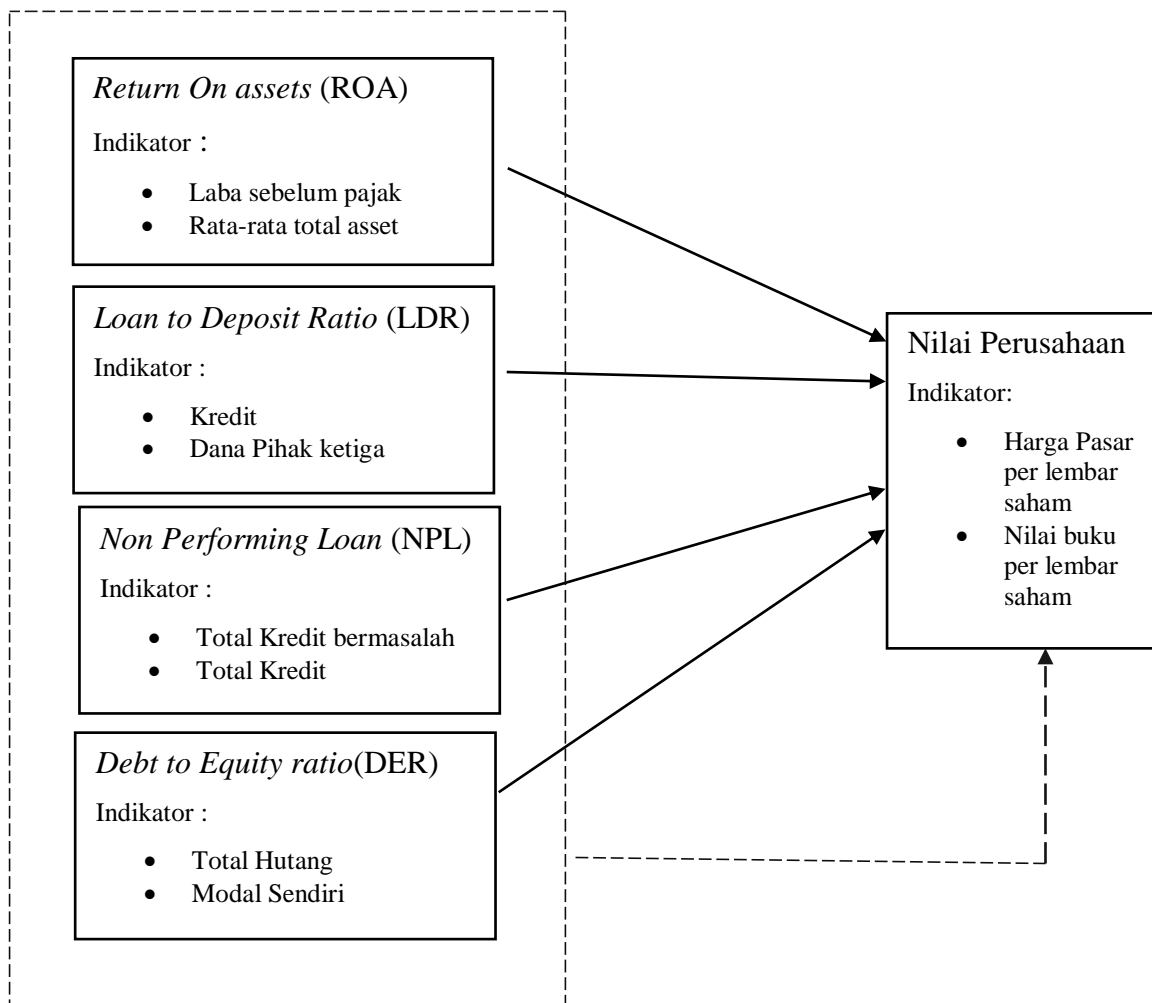 Return On assets (ROA)
Indikator :
• Laba sebelum pajak
• Rata-rata total asset
Loan to Deposit Ratio (LDR)
Indikator :
• Kredit
• Dana Pihak ketiga
Non Performing Loan (NPL)
Indikator :
• Total Kredit bermasalah
• Total Kredit
Debt to Equity ratio(DER)
Indikator :
• Total Hutang
• Modal Sendiri
Nilai Perusahaan
Indikator:
• Harga Pasar
per lembar
saham
• Nilai buku
per lembar
saham